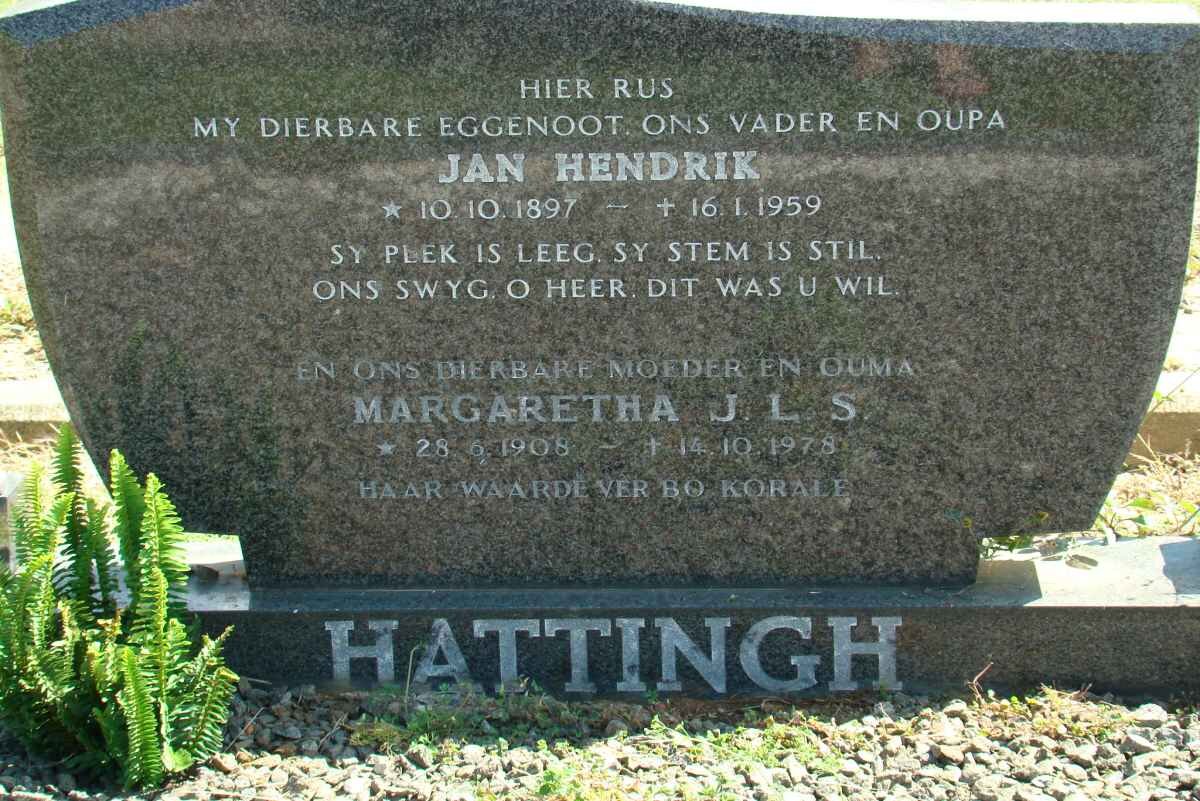 HIER RUS
MY DIERBARE EGGENOOT, ONS VADER EN OUPA
JAN HENDRIK
★ 10.10.1897 – + 16.1.1959
SY PLEK IS LEEG, SY STEM IS STIL.
ONS SWYG, O HEER, DIT WAS U WIL.
EN ONS DIERBARE MOEDER EN OUMA
MARGARETHA J. L. S.
★ 28.6.1908 – + 14.10.1978
HAAR WAARDE VER BO KORALE
HATTINGH